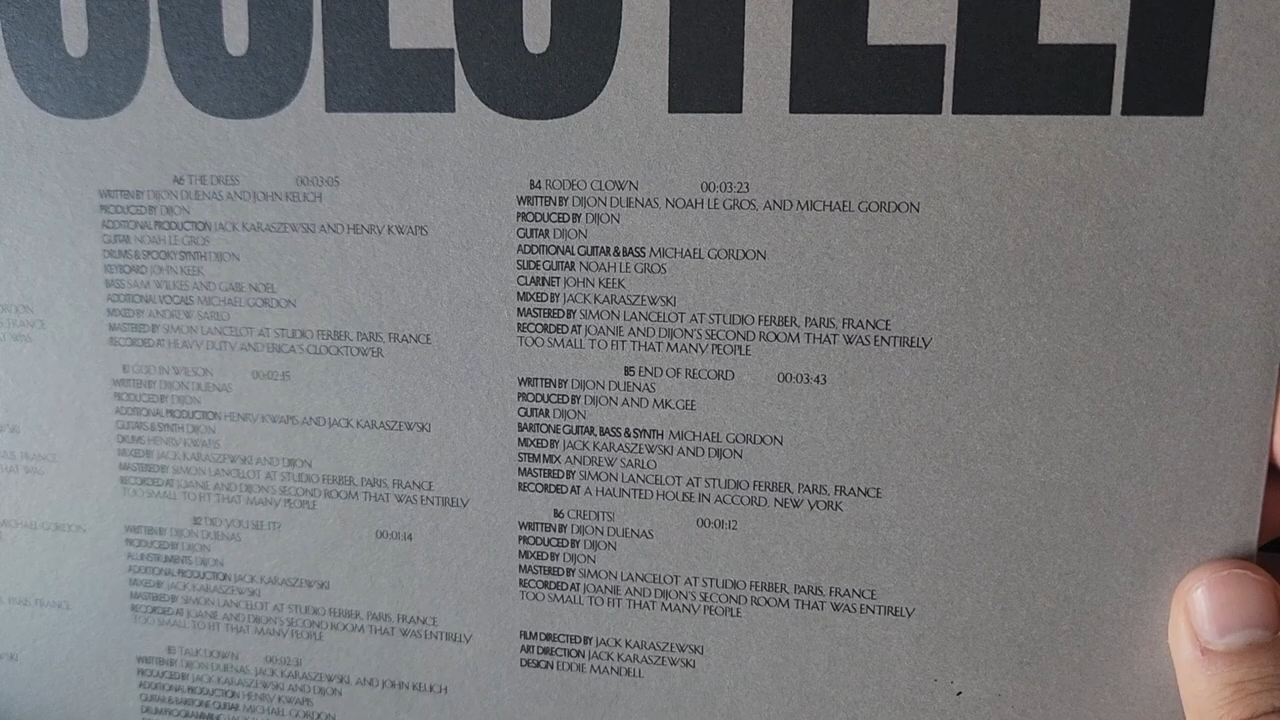 SOLUTELY
A6 THE DRESS 00:03:05
WRITTEN BY DIJON DUENAS AND JOHN KEUCH
PRODUCED BY DIJON
ADDITIONAL PRODUCTION JACK KARASZEWSKI AND HENRY KWAPIS
GUITAR NOAH LE GROS
DRUMS & SPOOKY SYNTH DIJON
KEYBOARD JOHN KEEK
BASS SAM WILKES AND GABE NOEL
ADDITIONAL VOCALS MICHAEL GORDON
MIXED BY ANDREW SARLO
MASTERED BY SIMON LANCELOT AT STUDIO FERBER, PARIS, FRANCE
RECORDED AT HEAVY DUTY AND ERICA'S CLOCKTOWER
B1 GOD IN WILSON 00:02:15
WRITTEN BY DIJON DUENAS
PRODUCED BY DIJON
ADDITIONAL PRODUCTION HENRY KWAPIS AND JACK KARASZEWSKI
GUITARS & SYNTH DIJON
DRUMS HENRY KWAPIS
MIXED BY JACK KARASZEWSKI AND DIJON
MASTERED BY SIMON LANCELOT AT STUDIO FERBER, PARIS, FRANCE
RECORDED AT JOANIE AND DIJON'S SECOND ROOM THAT WAS ENTIRELY
TOO SMALL TO FIT THAT MANY PEOPLE
B2 DID YOU SEE IT? 00:01:14
WRITTEN BY DIJON DUENAS
PRODUCED BY DIJON
ALL INSTRUMENTS DIJON
ADDITIONAL PRODUCTION JACK KARASZEWSKI
MIXED BY JACK KARASZEWSKI
MASTERED BY SIMON LANCELOT AT STUDIO FERBER, PARIS, FRANCE
RECORDED AT JOANIE AND DIJON'S SECOND ROOM THAT WAS ENTIRELY
TOO SMALL TO FIT THAT MANY PEOPLE
B3 TALK DOWN 00:02:31
WRITTEN BY DIJON DUENAS, JACK KARASZEWSKI, AND JOHN KEUCH
PRODUCED BY JACK KARASZEWSKI AND DIJON
ADDITIONAL PRODUCTION HENRY KWAPIS
GUITAR & BARITONE GUITAR MICHAEL GORDON
DRUM PROGRAMMING
B4 RODEO CLOWN 00:03:23
WRITTEN BY DIJON DUENAS, NOAH LE GROS, AND MICHAEL GORDON
PRODUCED BY DIJON
GUITAR DIJON
ADDITIONAL GUITAR & BASS MICHAEL GORDON
SLIDE GUITAR NOAH LE GROS
CLARINET JOHN KEEK
MIXED BY JACK KARASZEWSKI
MASTERED BY SIMON LANCELOT AT STUDIO FERBER, PARIS, FRANCE
RECORDED AT JOANIE AND DIJON'S SECOND ROOM THAT WAS ENTIRELY
TOO SMALL TO FIT THAT MANY PEOPLE
B5 END OF RECORD 00:03:43
WRITTEN BY DIJON DUENAS
PRODUCED BY DIJON AND MK.GEE
GUITAR DIJON
BARITONE GUITAR, BASS & SYNTH MICHAEL GORDON
MIXED BY JACK KARASZEWSKI AND DIJON
STEM MIX ANDREW SARLO
MASTERED BY SIMON LANCELOT AT STUDIO FERBER, PARIS, FRANCE
RECORDED AT A HAUNTED HOUSE IN ACCORD, NEW YORK
B6 CREDITS! 00:01:12
WRITTEN BY DIJON DUENAS
PRODUCED BY DIJON
MIXED BY DIJON
MASTERED BY SIMON LANCELOT AT STUDIO FERBER, PARIS, FRANCE
RECORDED AT JOANIE AND DIJON'S SECOND ROOM THAT WAS ENTIRELY
TOO SMALL TO FIT THAT MANY PEOPLE
FILM DIRECTED BY JACK KARASZEWSKI
ART DIRECTION JACK KARASZEWSKI
DESIGN EDDIE MANDELL